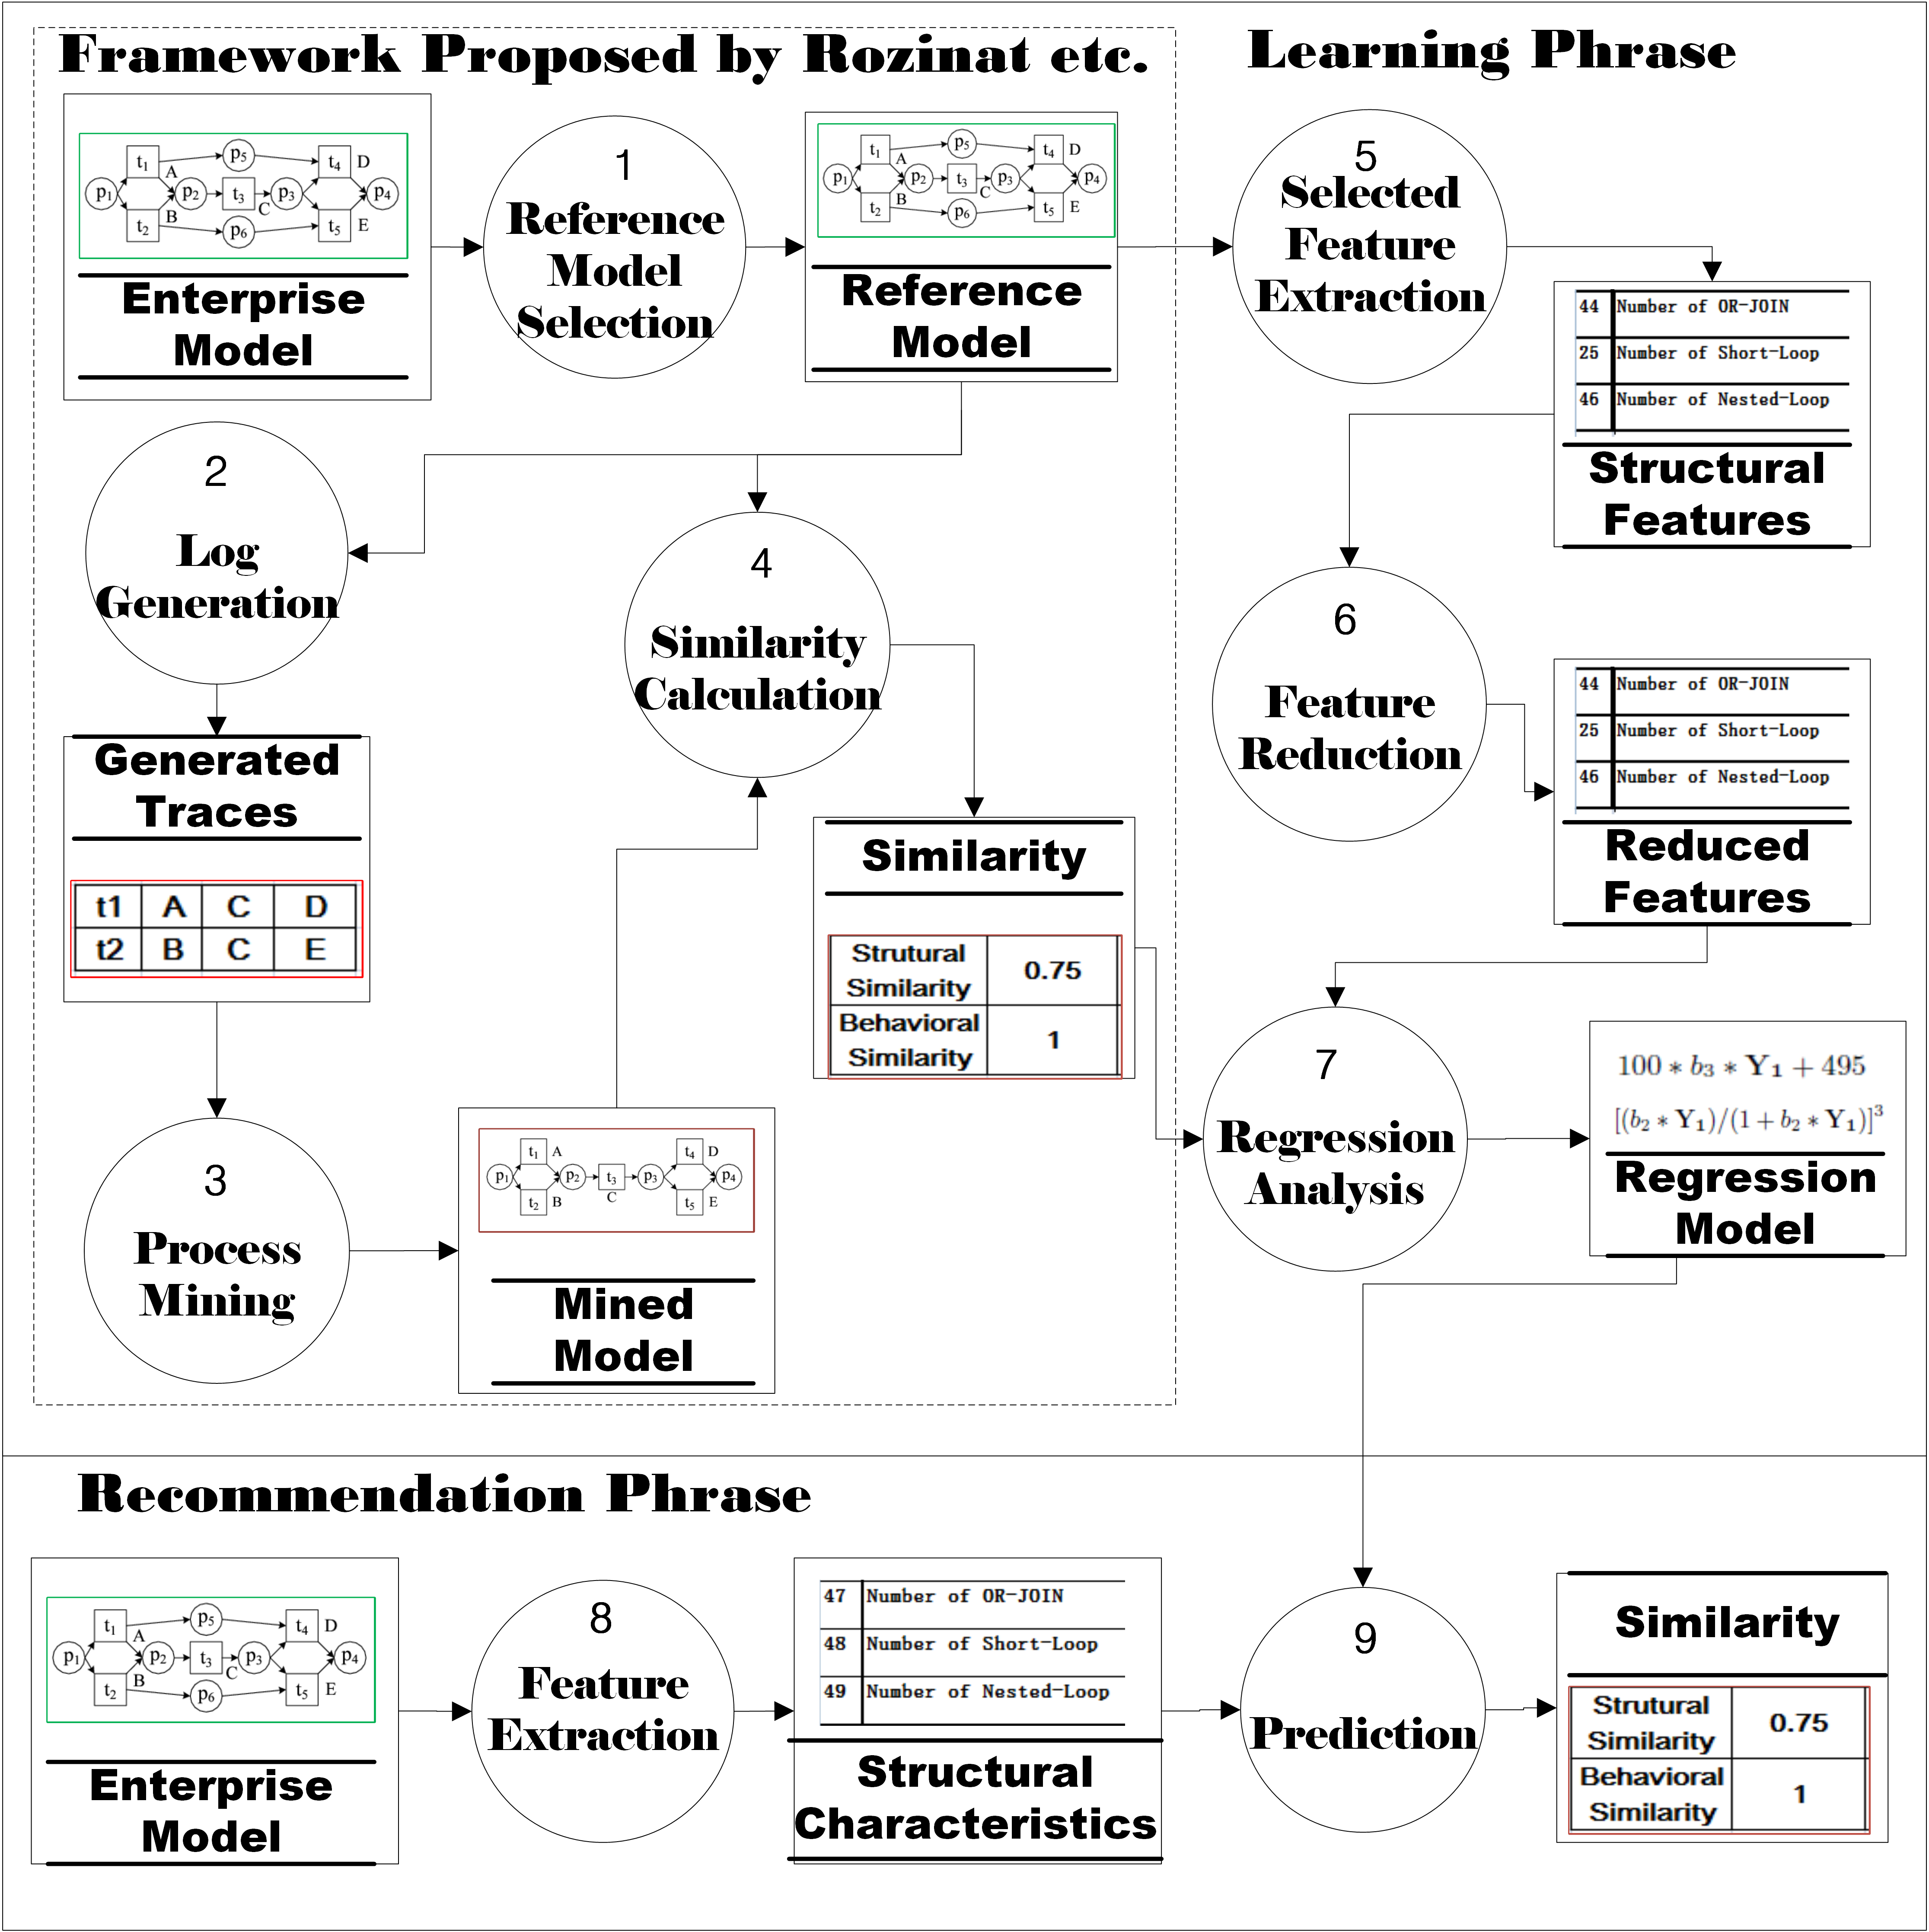 Framework Proposed by Rozinat etc.
Learning Phrase
p1 t1 A p5 t4 D
p2 t3 C p3 p4
t2 B p6 t5 E
Enterprise
Model
1
Reference
Model
Selection
p1 t1 A p5 t4 D
p2 t3 C p3 p4
t2 B p6 t5 E
Reference
Model
5
Selected
Feature
Extraction
44 Number of OR-JOIN
25 Number of Short-Loop
46 Number of Nested-Loop
Structural
Features
2
Log
Generation
4
Similarity
Calculation
6
Feature
Reduction
44 Number of OR-JOIN
25 Number of Short-Loop
46 Number of Nested-Loop
Reduced
Features
Generated
Traces
t1 A C D
t2 B C E
Similarity
Strutural
Similarity 0.75
Behavioral
Similarity 1
3
Process
Mining
t1 A t4 D
p1 p2 t3 p3 p4
t2 B C t5 E
Mined
Model
7
Regression
Analysis
100 * b3 * Y1 + 495
[(b2 * Y1)/(1 + b2 * Y1)]³
Regression
Model
Recommendation Phrase
p1 t1 A p5 t4 D
p2 t3 C p3 p4
t2 B p6 t5 E
Enterprise
Model
8
Feature
Extraction
47 Number of OR-JOIN
48 Number of Short-Loop
49 Number of Nested-Loop
Structural
Characteristics
9
Prediction
Similarity
Strutural
Similarity 0.75
Behavioral
Similarity 1